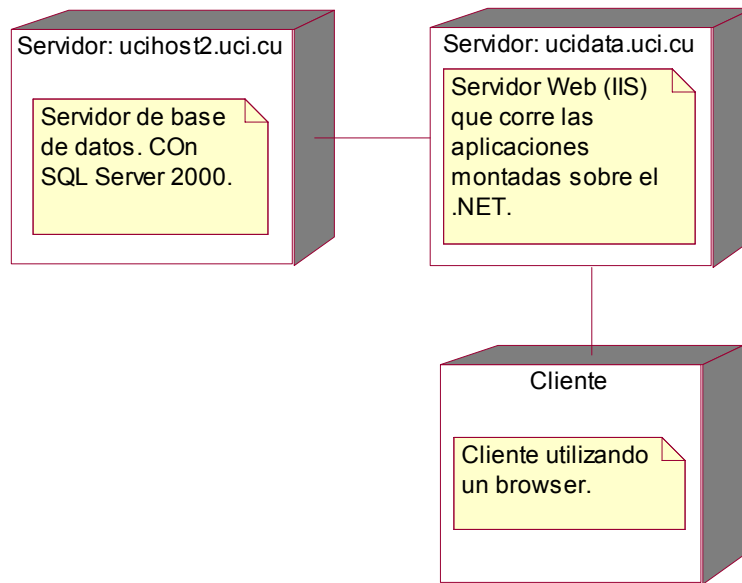 Servidor: ucihost2.uci.cu
Servidor de base
de datos. COn
SQL Server 2000.
Servidor: ucidata.uci.cu
Servidor Web (IIS)
que corre las
aplicaciones
montadas sobre el
.NET.
Cliente
Cliente utilizando
un browser.